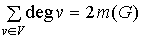 ∑_{v∈V} deg v = 2m(G)